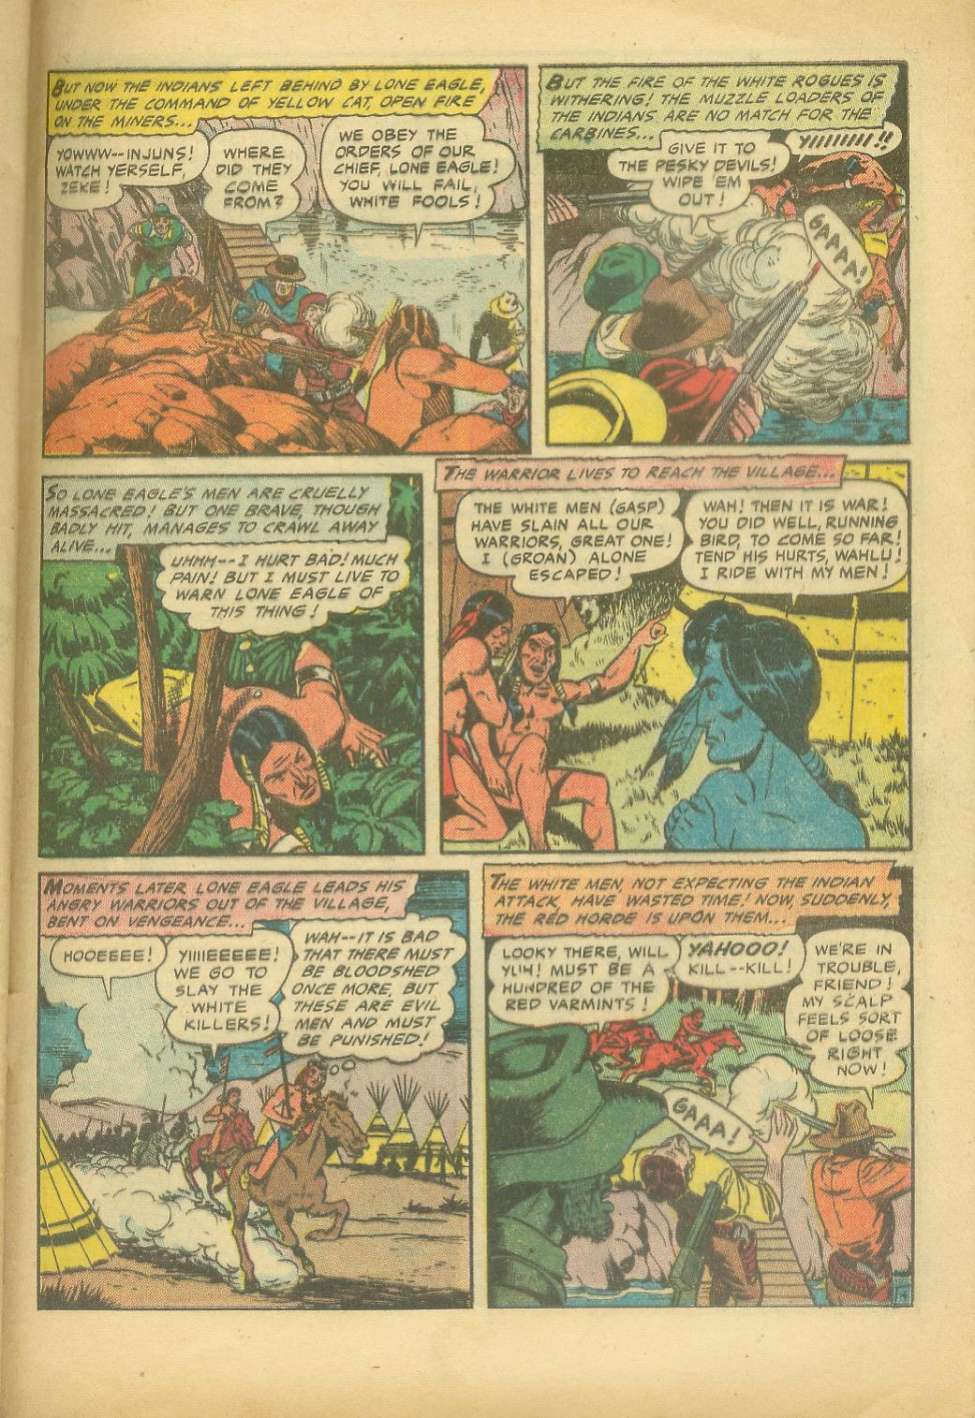 BUT NOW THE INDIANS LEFT BEHIND BY LONE EAGLE,
UNDER THE COMMAND OF YELLOW CAT, OPEN FIRE
ON THE MINERS...
YOWWW--INJUNS!
WATCH YERSELF,
ZEKE!
WHERE
DID THEY
COME
FROM?
WE OBEY THE
ORDERS OF OUR
CHIEF, LONE EAGLE!
YOU WILL FAIL,
WHITE FOOLS!
BUT THE FIRE OF THE WHITE ROGUES IS
WITHERING! THE MUZZLE LOADERS OF
THE INDIANS ARE NO MATCH FOR THE
CARBINES...
GIVE IT TO
THE PESKY DEVILS!
WIPE 'EM
OUT!
YIIIIIIII!!
GAAAA!
SO LONE EAGLE'S MEN ARE CRUELLY
MASSACRED! BUT ONE BRAVE, THOUGH
BADLY HIT, MANAGES TO CRAWL AWAY
ALIVE...
UHHH--I HURT BAD! MUCH
PAIN! BUT I MUST LIVE TO
WARN LONE EAGLE OF
THIS THING!
THE WARRIOR LIVES TO REACH THE VILLAGE...
THE WHITE MEN (GASP)
HAVE SLAIN ALL OUR
WARRIORS, GREAT ONE!
I (GROAN) ALONE
ESCAPED!
WAH! THEN IT IS WAR!
YOU DID WELL, RUNNING
BIRD, TO COME SO FAR!
TEND HIS HURTS, WAHLU!
I RIDE WITH MY MEN!
MOMENTS LATER LONE EAGLE LEADS HIS
ANGRY WARRIORS OUT OF THE VILLAGE,
BENT ON VENGEANCE...
HOOEEEE!
YIIIEEEEE!
WE GO TO
SLAY THE
WHITE
KILLERS!
WAH--IT IS BAD
THAT THERE MUST
BE BLOODSHED
ONCE MORE, BUT
THESE ARE EVIL
MEN AND MUST
BE PUNISHED!
THE WHITE MEN, NOT EXPECTING THE INDIAN
ATTACK, HAVE WASTED TIME! NOW, SUDDENLY,
THE RED HORDE IS UPON THEM...
LOOKY THERE, WILL
YUH! MUST BE A
HUNDRED OF THE
RED VARMINTS!
YAHOOO!
KILL--KILL!
WE'RE IN
TROUBLE,
FRIEND!
MY SCALP
FEELS SORT
OF LOOSE
RIGHT
NOW!
GAAA!